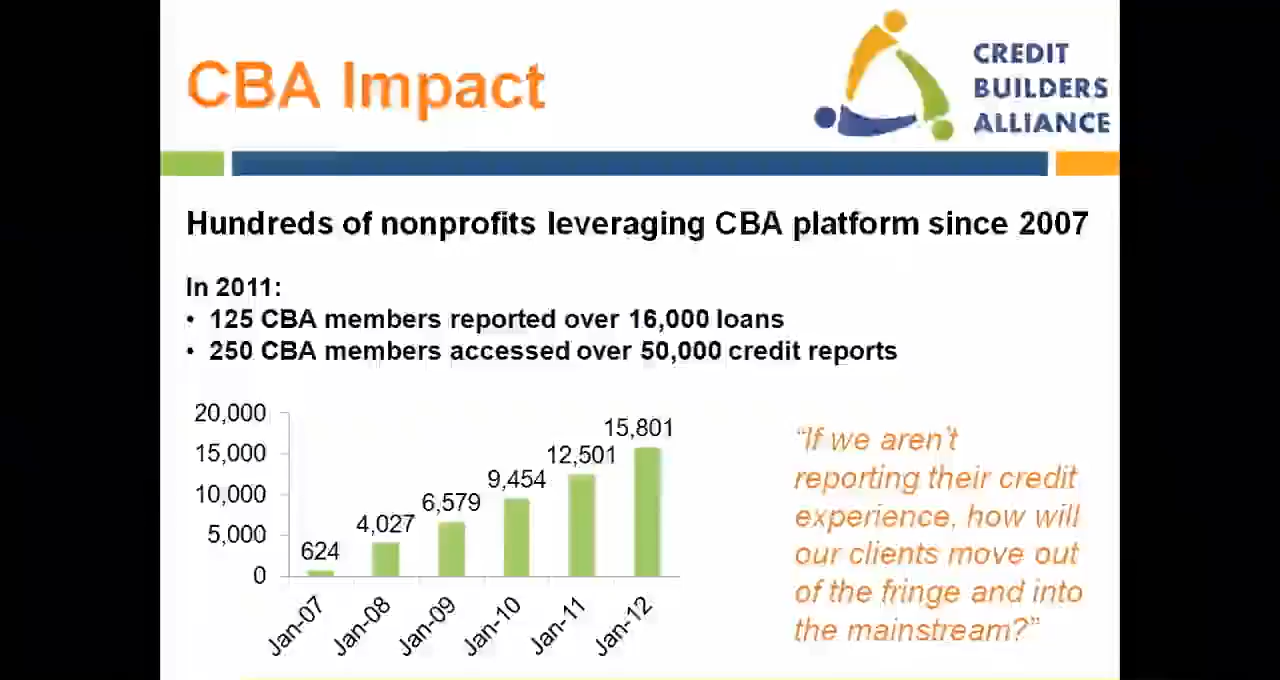 CBA Impact
CREDIT
BUILDERS
ALLIANCE
Hundreds of nonprofits leveraging CBA platform since 2007
In 2011:
• 125 CBA members reported over 16,000 loans
• 250 CBA members accessed over 50,000 credit reports
20,000
15,000
10,000
5,000
0
624
4,027
6,579
9,454
12,501
15,801
Jan-07
Jan-08
Jan-09
Jan-10
Jan-11
Jan-12
“If we aren’t
reporting their credit
experience, how will
our clients move out
of the fringe and into
the mainstream?”